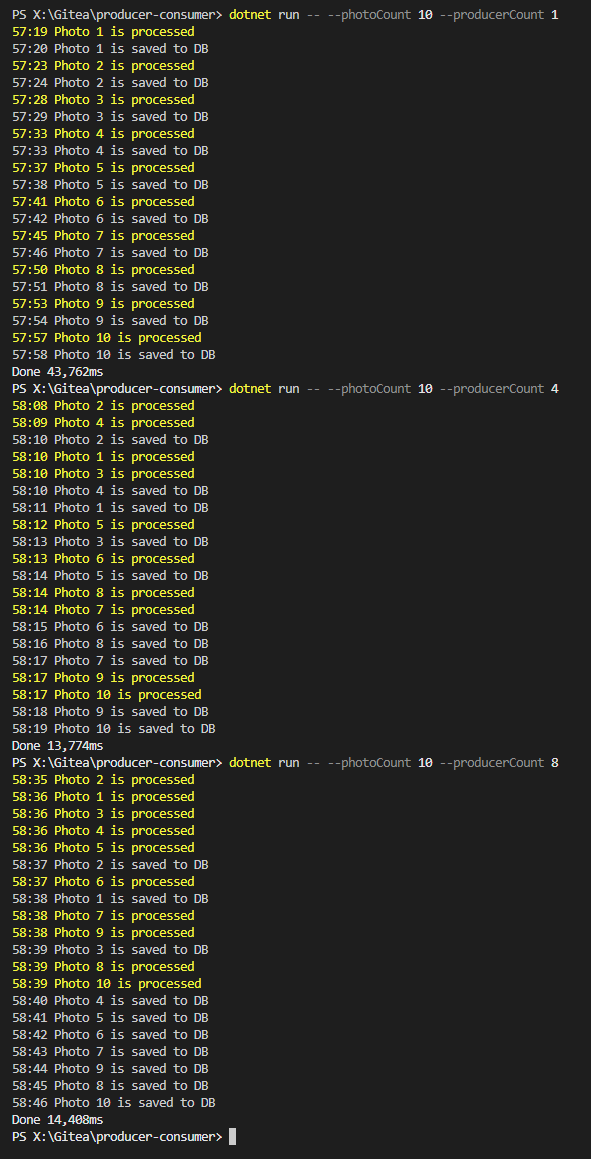 PS X:\Gitea\producer-consumer> dotnet run -- --photoCount 10 --producerCount 1
57:19 Photo 1 is processed
57:20 Photo 1 is saved to DB
57:23 Photo 2 is processed
57:24 Photo 2 is saved to DB
57:28 Photo 3 is processed
57:29 Photo 3 is saved to DB
57:33 Photo 4 is processed
57:33 Photo 4 is saved to DB
57:37 Photo 5 is processed
57:38 Photo 5 is saved to DB
57:41 Photo 6 is processed
57:42 Photo 6 is saved to DB
57:45 Photo 7 is processed
57:46 Photo 7 is saved to DB
57:50 Photo 8 is processed
57:51 Photo 8 is saved to DB
57:53 Photo 9 is processed
57:54 Photo 9 is saved to DB
57:57 Photo 10 is processed
57:58 Photo 10 is saved to DB
Done 43,762ms
PS X:\Gitea\producer-consumer> dotnet run -- --photoCount 10 --producerCount 4
58:08 Photo 2 is processed
58:09 Photo 4 is processed
58:10 Photo 2 is saved to DB
58:10 Photo 1 is processed
58:10 Photo 3 is processed
58:10 Photo 4 is saved to DB
58:11 Photo 1 is saved to DB
58:12 Photo 5 is processed
58:13 Photo 3 is saved to DB
58:13 Photo 6 is processed
58:14 Photo 5 is saved to DB
58:14 Photo 8 is processed
58:14 Photo 7 is processed
58:15 Photo 6 is saved to DB
58:16 Photo 8 is saved to DB
58:17 Photo 7 is saved to DB
58:17 Photo 9 is processed
58:17 Photo 10 is processed
58:18 Photo 9 is saved to DB
58:19 Photo 10 is saved to DB
Done 13,774ms
PS X:\Gitea\producer-consumer> dotnet run -- --photoCount 10 --producerCount 8
58:35 Photo 2 is processed
58:36 Photo 1 is processed
58:36 Photo 3 is processed
58:36 Photo 4 is processed
58:36 Photo 5 is processed
58:37 Photo 2 is saved to DB
58:37 Photo 6 is processed
58:38 Photo 1 is saved to DB
58:38 Photo 7 is processed
58:38 Photo 9 is processed
58:39 Photo 3 is saved to DB
58:39 Photo 8 is processed
58:39 Photo 10 is processed
58:40 Photo 4 is saved to DB
58:41 Photo 5 is saved to DB
58:42 Photo 6 is saved to DB
58:43 Photo 7 is saved to DB
58:44 Photo 9 is saved to DB
58:45 Photo 8 is saved to DB
58:46 Photo 10 is saved to DB
Done 14,408ms
PS X:\Gitea\producer-consumer>